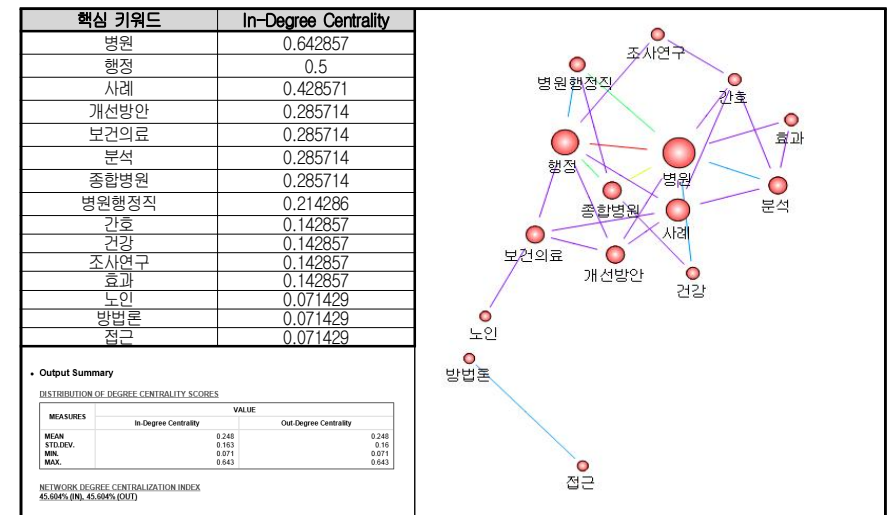 핵심 키워드 In-Degree Centrality
병원 0.642857
행정 0.5
사례 0.428571
개선방안 0.285714
보건의료 0.285714
분석 0.285714
종합병원 0.285714
병원행정직 0.214286
간호 0.142857
건강 0.142857
조사연구 0.142857
효과 0.142857
노인 0.071429
방법론 0.071429
접근 0.071429
• Output Summary
DISTRIBUTION OF DEGREE CENTRALITY SCORES
MEASURES VALUE
In-Degree Centrality Out-Degree Centrality
MEAN 0.248 0.248
STD.DEV. 0.163 0.16
MIN. 0.071 0.071
MAX. 0.643 0.643
NETWORK DEGREE CENTRALIZATION INDEX
45.604% (IN), 45.604% (OUT)
조사연구
병원행정직
간호
효과
행정
병원
종합병원
분석
사례
보건의료
개선방안
건강
노인
방법론
접근